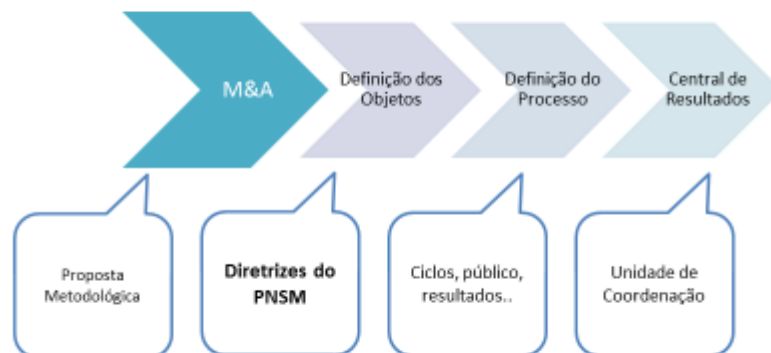 M&A
Definição dos
Objetos
Definição do
Processo
Central de
Resultados
Proposta
Metodológica
Diretrizes do
PNSM
Ciclos, público,
resultados..
Unidade de
Coordenação